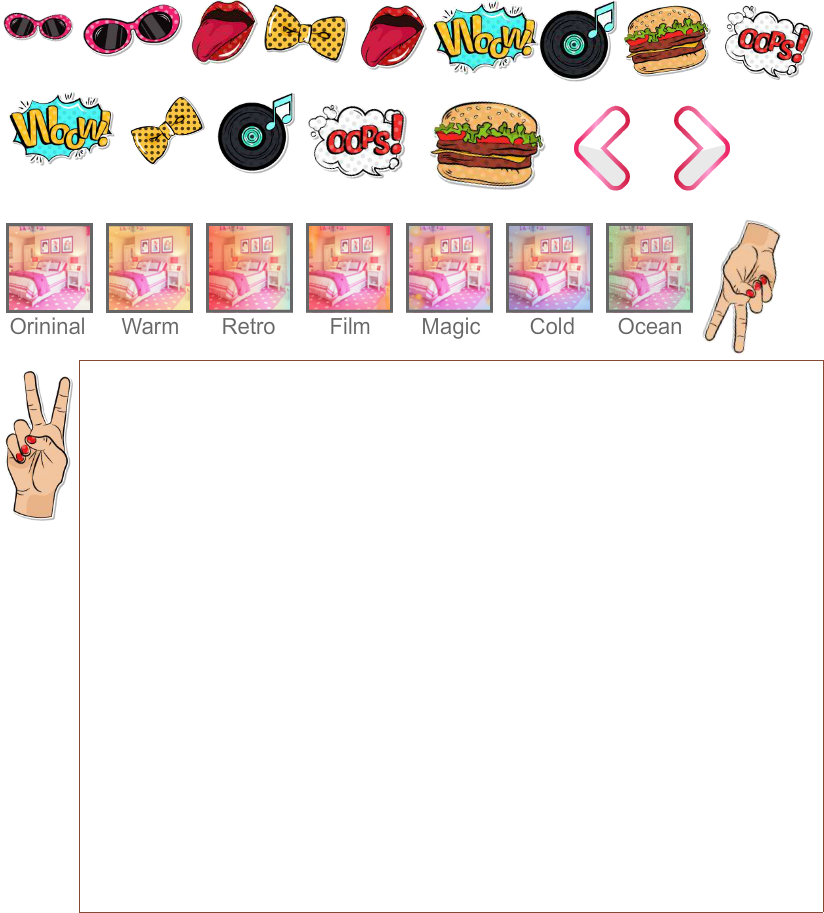 WOOW!
OOPS!
WOOW!
OOPS!
Orininal
Warm
Retro
Film
Magic
Cold
Ocean